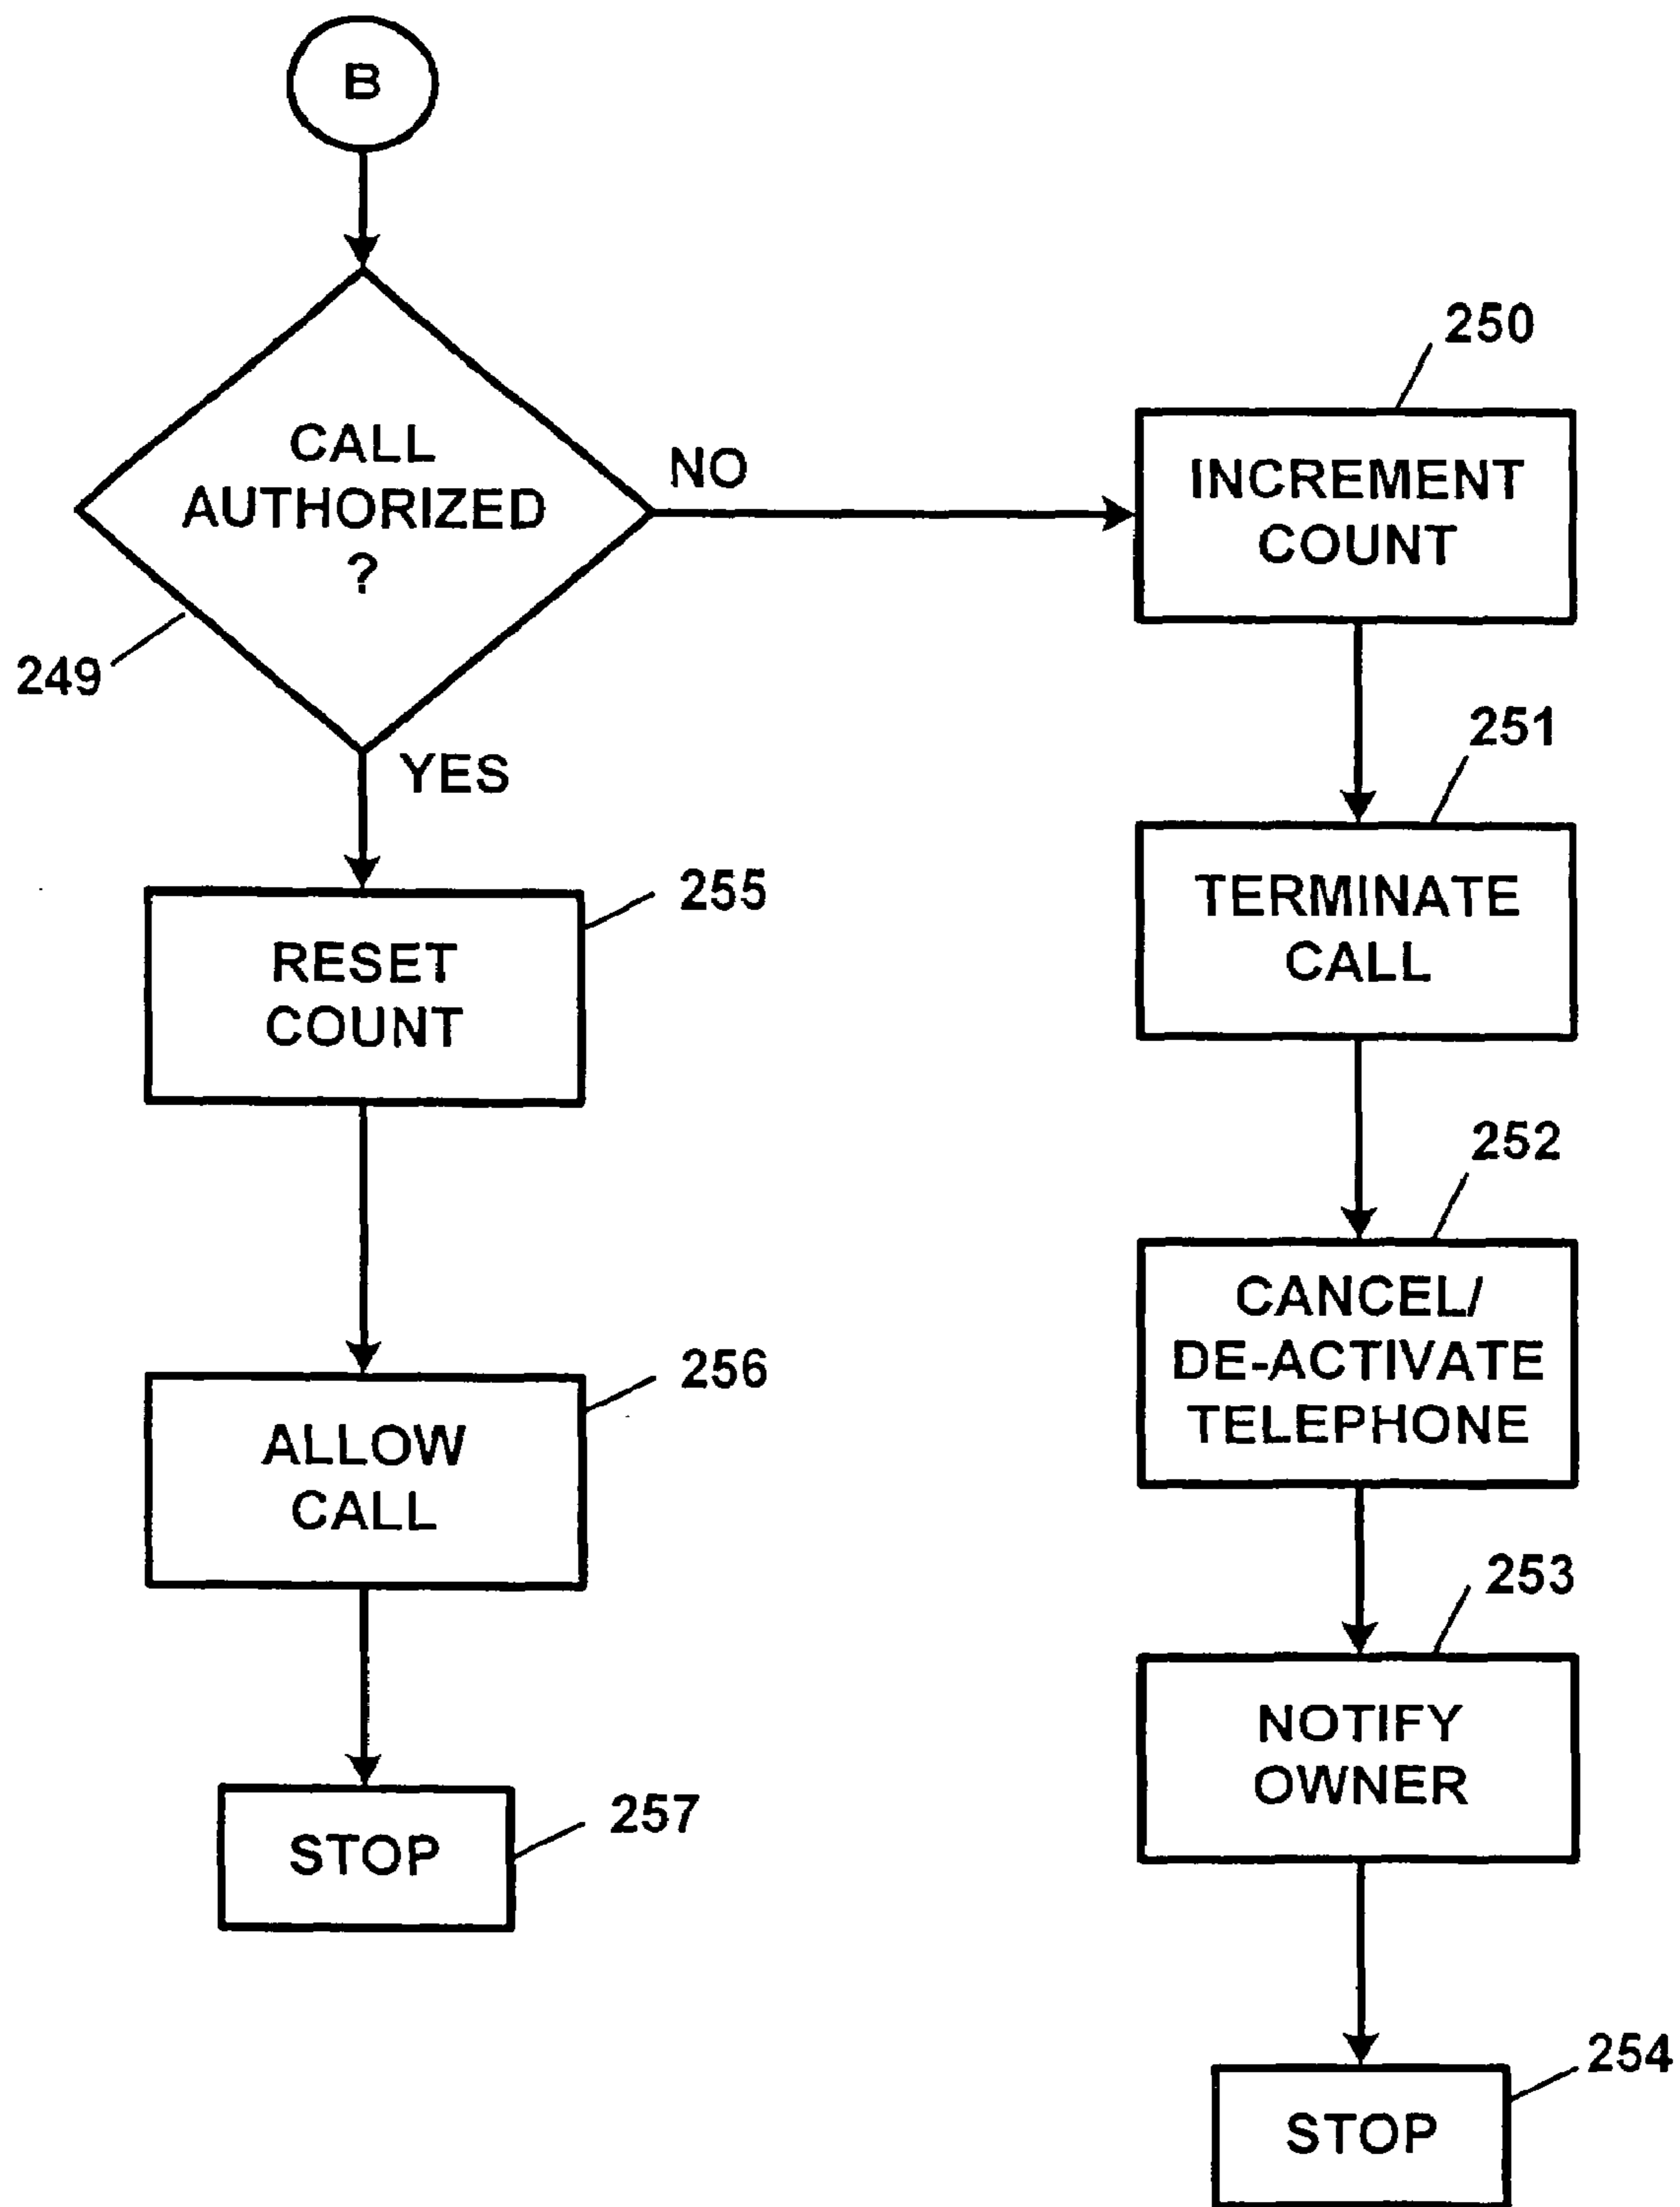 B
CALL
AUTHORIZED
?
249
NO
YES
250
INCREMENT
COUNT
251
TERMINATE
CALL
252
CANCEL/
DE-ACTIVATE
TELEPHONE
253
NOTIFY
OWNER
254
STOP
255
RESET
COUNT
256
ALLOW
CALL
257
STOP